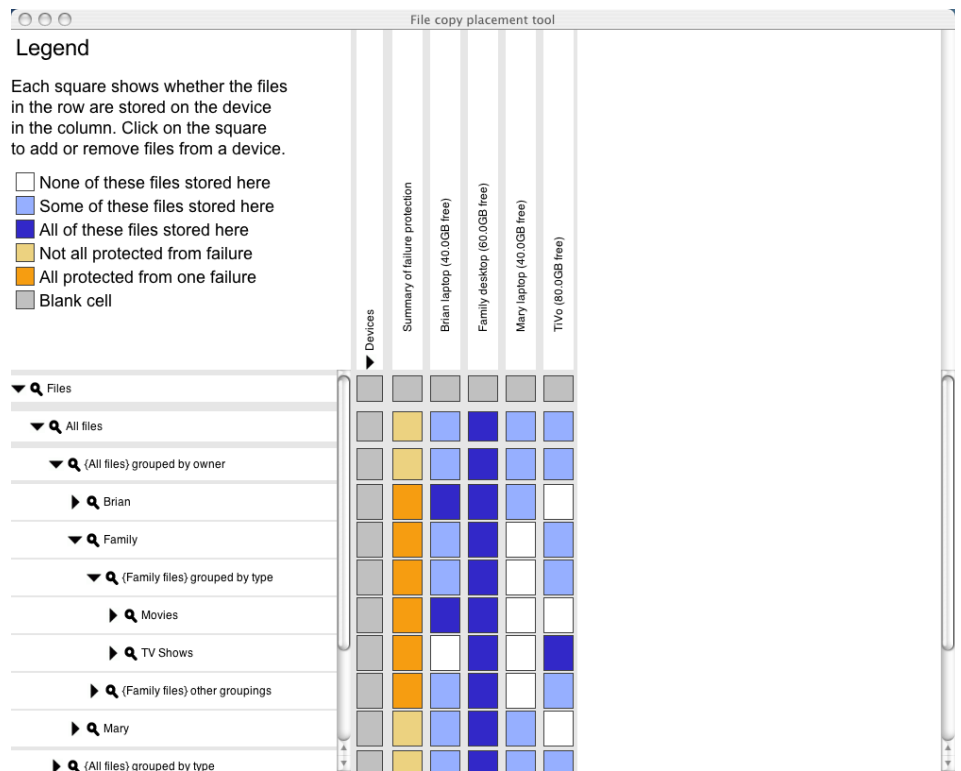 File copy placement tool
Legend
Each square shows whether the files
in the row are stored on the device
in the column. Click on the square
to add or remove files from a device.
None of these files stored here
Some of these files stored here
All of these files stored here
Not all protected from failure
All protected from one failure
Blank cell
Devices
Summary of failure protection
Brian laptop (40.0GB free)
Family desktop (60.0GB free)
Mary laptop (40.0GB free)
TiVo (80.0GB free)
Files
All files
{All files} grouped by owner
Brian
Family
{Family files} grouped by type
Movies
TV Shows
{Family files} other groupings
Mary
{All files} grouped by type